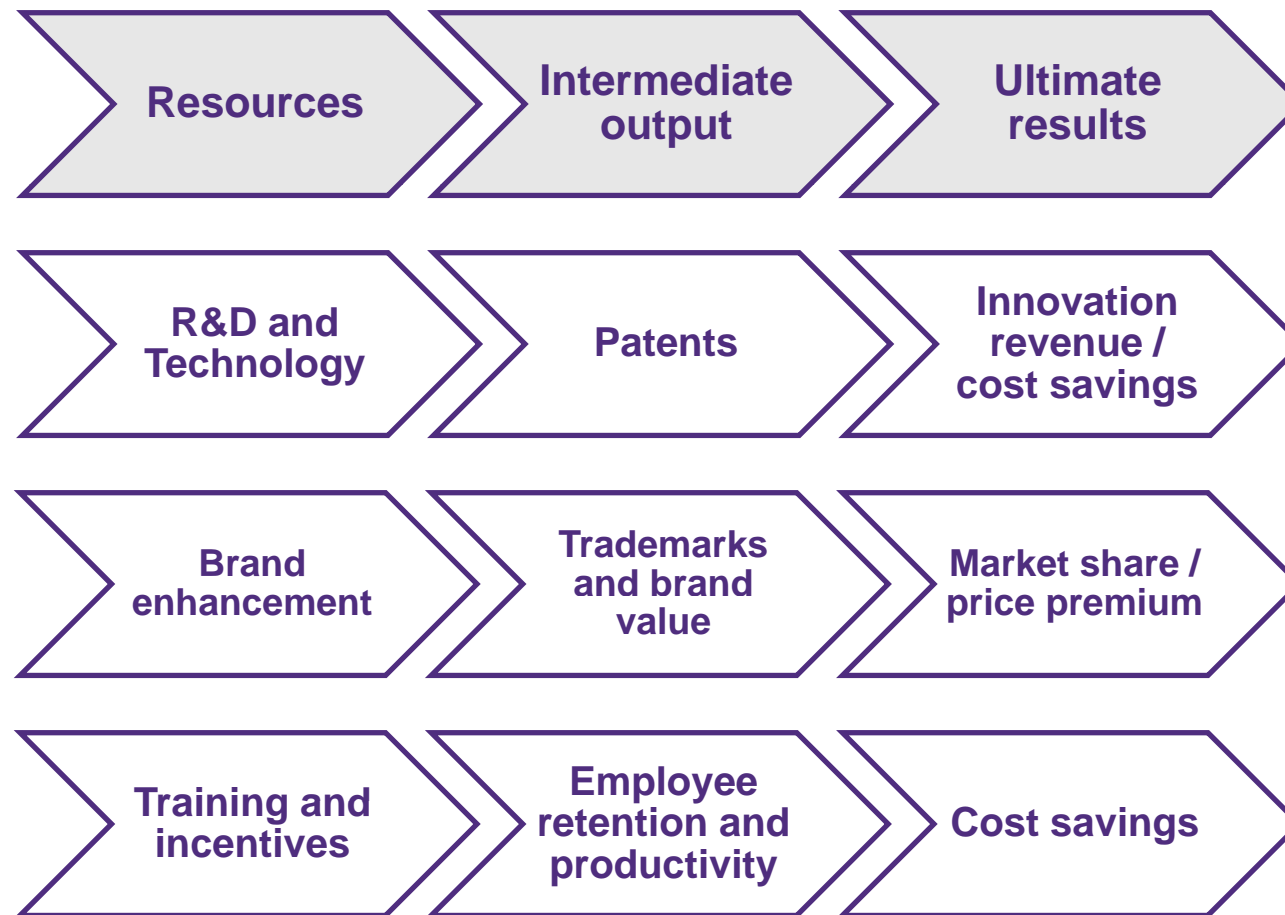 Resources
Intermediate
output
Ultimate
results
R&D and
Technology
Patents
Innovation
revenue /
cost savings
Brand
enhancement
Trademarks
and brand
value
Market share /
price premium
Training and
incentives
Employee
retention and
productivity
Cost savings